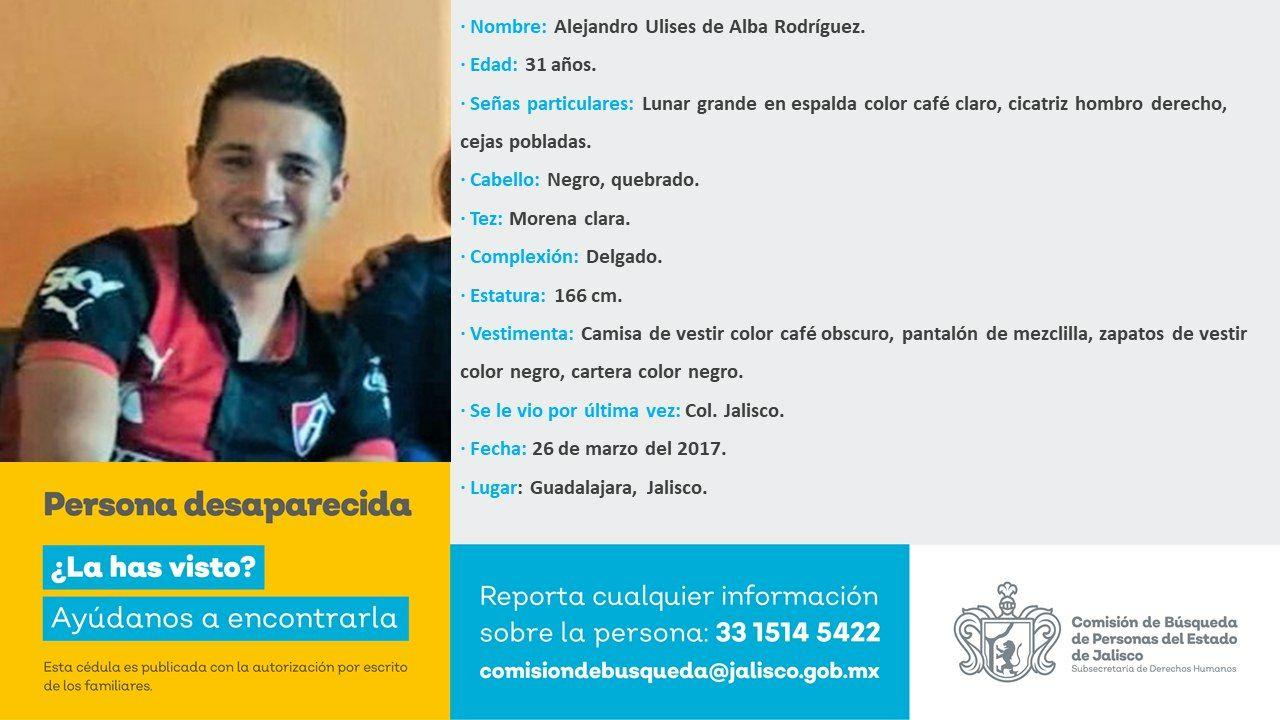 · Nombre: Alejandro Ulises de Alba Rodríguez.
· Edad: 31 años.
· Señas particulares: Lunar grande en espalda color café claro, cicatriz hombro derecho,
cejas pobladas.
· Cabello: Negro, quebrado.
· Tez: Morena clara.
· Complexión: Delgado.
· Estatura: 166 cm.
· Vestimenta: Camisa de vestir color café obscuro, pantalón de mezclilla, zapatos de vestir
color negro, cartera color negro.
· Se le vio por última vez: Col. Jalisco.
· Fecha: 26 de marzo del 2017.
· Lugar: Guadalajara, Jalisco.
SKY
Persona desaparecida
¿La has visto?
Ayúdanos a encontrarla
Esta cédula es publicada con la autorización por escrito
de los familiares.
Reporta cualquier información
sobre la persona: 33 1514 5422
comisiondebusqueda@jalisco.gob.mx
Comisión de Búsqueda
de Personas del Estado
de Jalisco
Subsecretaría de Derechos Humanos